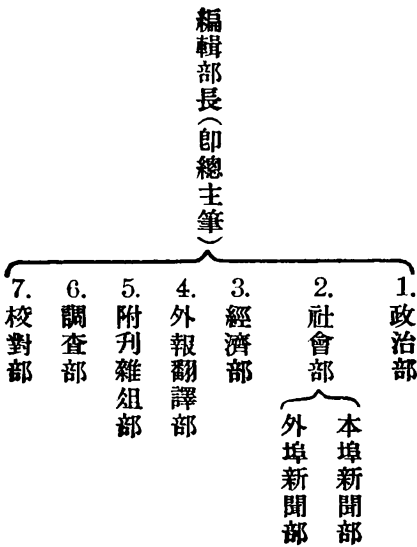 編輯部長(卽總主筆)
1.政治部
2.社會部
本埠新聞部
外埠新聞部
3.經濟部
4.外報翻譯部
5.附刋雜組部
6.調查部
7.校對部